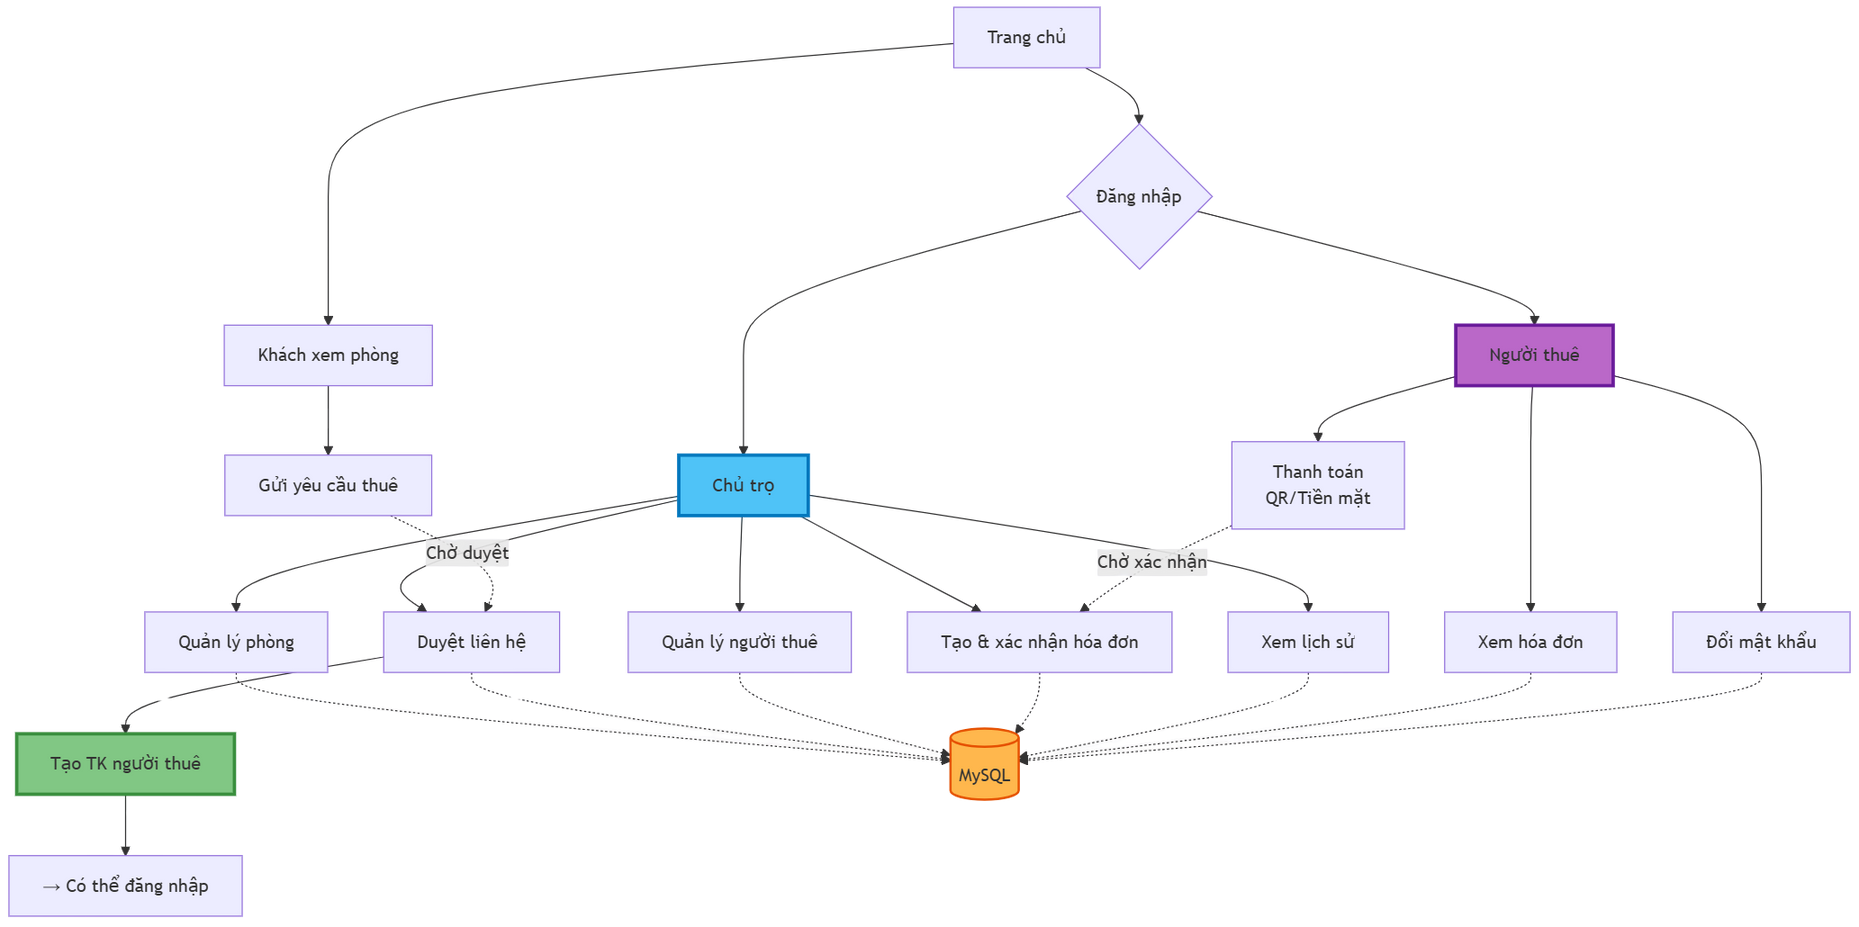 Trang chủ
Đăng nhập
Khách xem phòng
Người thuê
Gửi yêu cầu thuê
Chủ trọ
Thanh toán
QR/Tiền mặt
Chờ duyệt
Chờ xác nhận
Quản lý phòng
Duyệt liên hệ
Quản lý người thuê
Tạo & xác nhận hóa đơn
Xem lịch sử
Xem hóa đơn
Đổi mật khẩu
Tạo TK người thuê
MySQL
→ Có thể đăng nhập